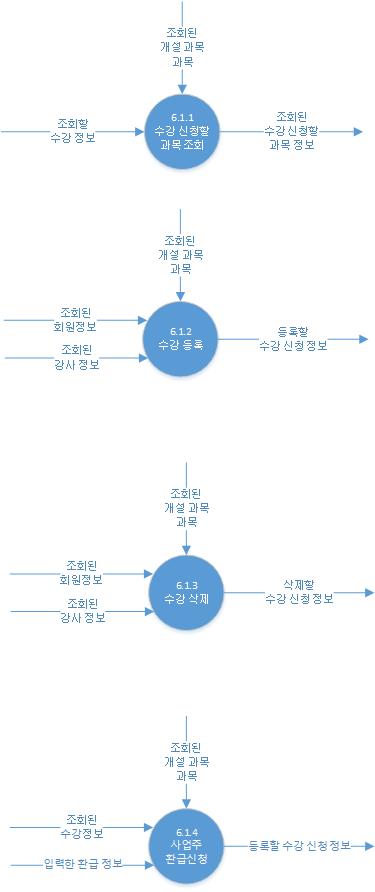 조회된
개설 과목
과목
조회할
수강 정보
6.1.1
수강 신청할
과목 조회
조회된
수강 신청할
과목 정보
조회된
개설 과목
과목
조회된
회원정보
조회된
강사 정보
6.1.2
수강 등록
등록할
수강 신청 정보
조회된
개설 과목
과목
조회된
회원정보
조회된
강사 정보
6.1.3
수강 삭제
삭제할
수강 신청 정보
조회된
개설 과목
과목
조회된
수강정보
입력한 환급 정보
6.1.4
사업주
환급신청
등록할 수강 신청 정보